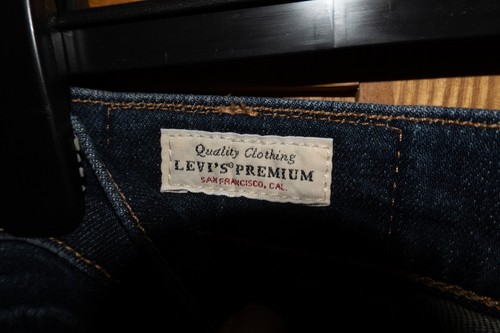 Quality Clothing
LEVI'S® PREMIUM
SAN FRANCISCO, CAL.